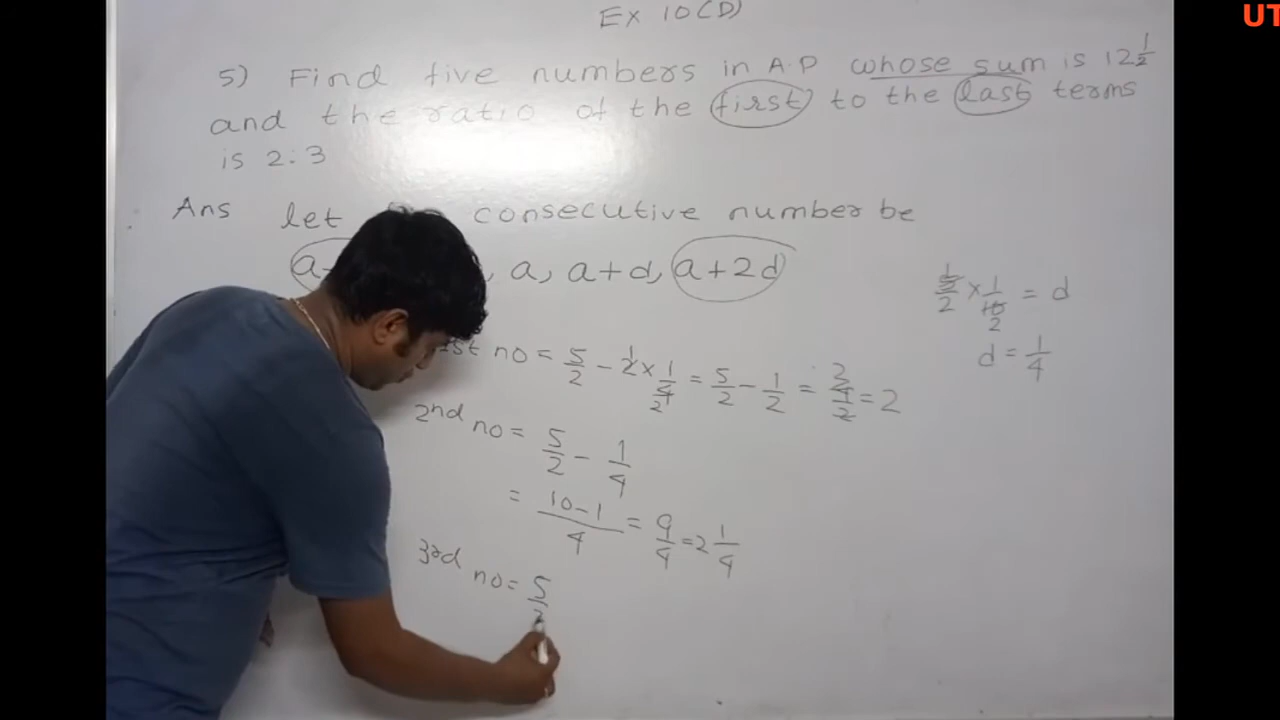 UT
Ex 10(D)
5) Find five numbers in A.P whose sum is 12 1/2
and the ratio of the first to the last terms
is 2:3
Ans let consecutive number be
a, a+d, a+2d
5/2 × 1/10 = d
d = 1/4
no = 5/2 - 2 × 1/4 = 5/2 - 1/2 = 4/2 = 2
2nd no = 5/2 - 1/4
= 10-1/4 = 9/4 = 2 1/4
3rd no = 5/2